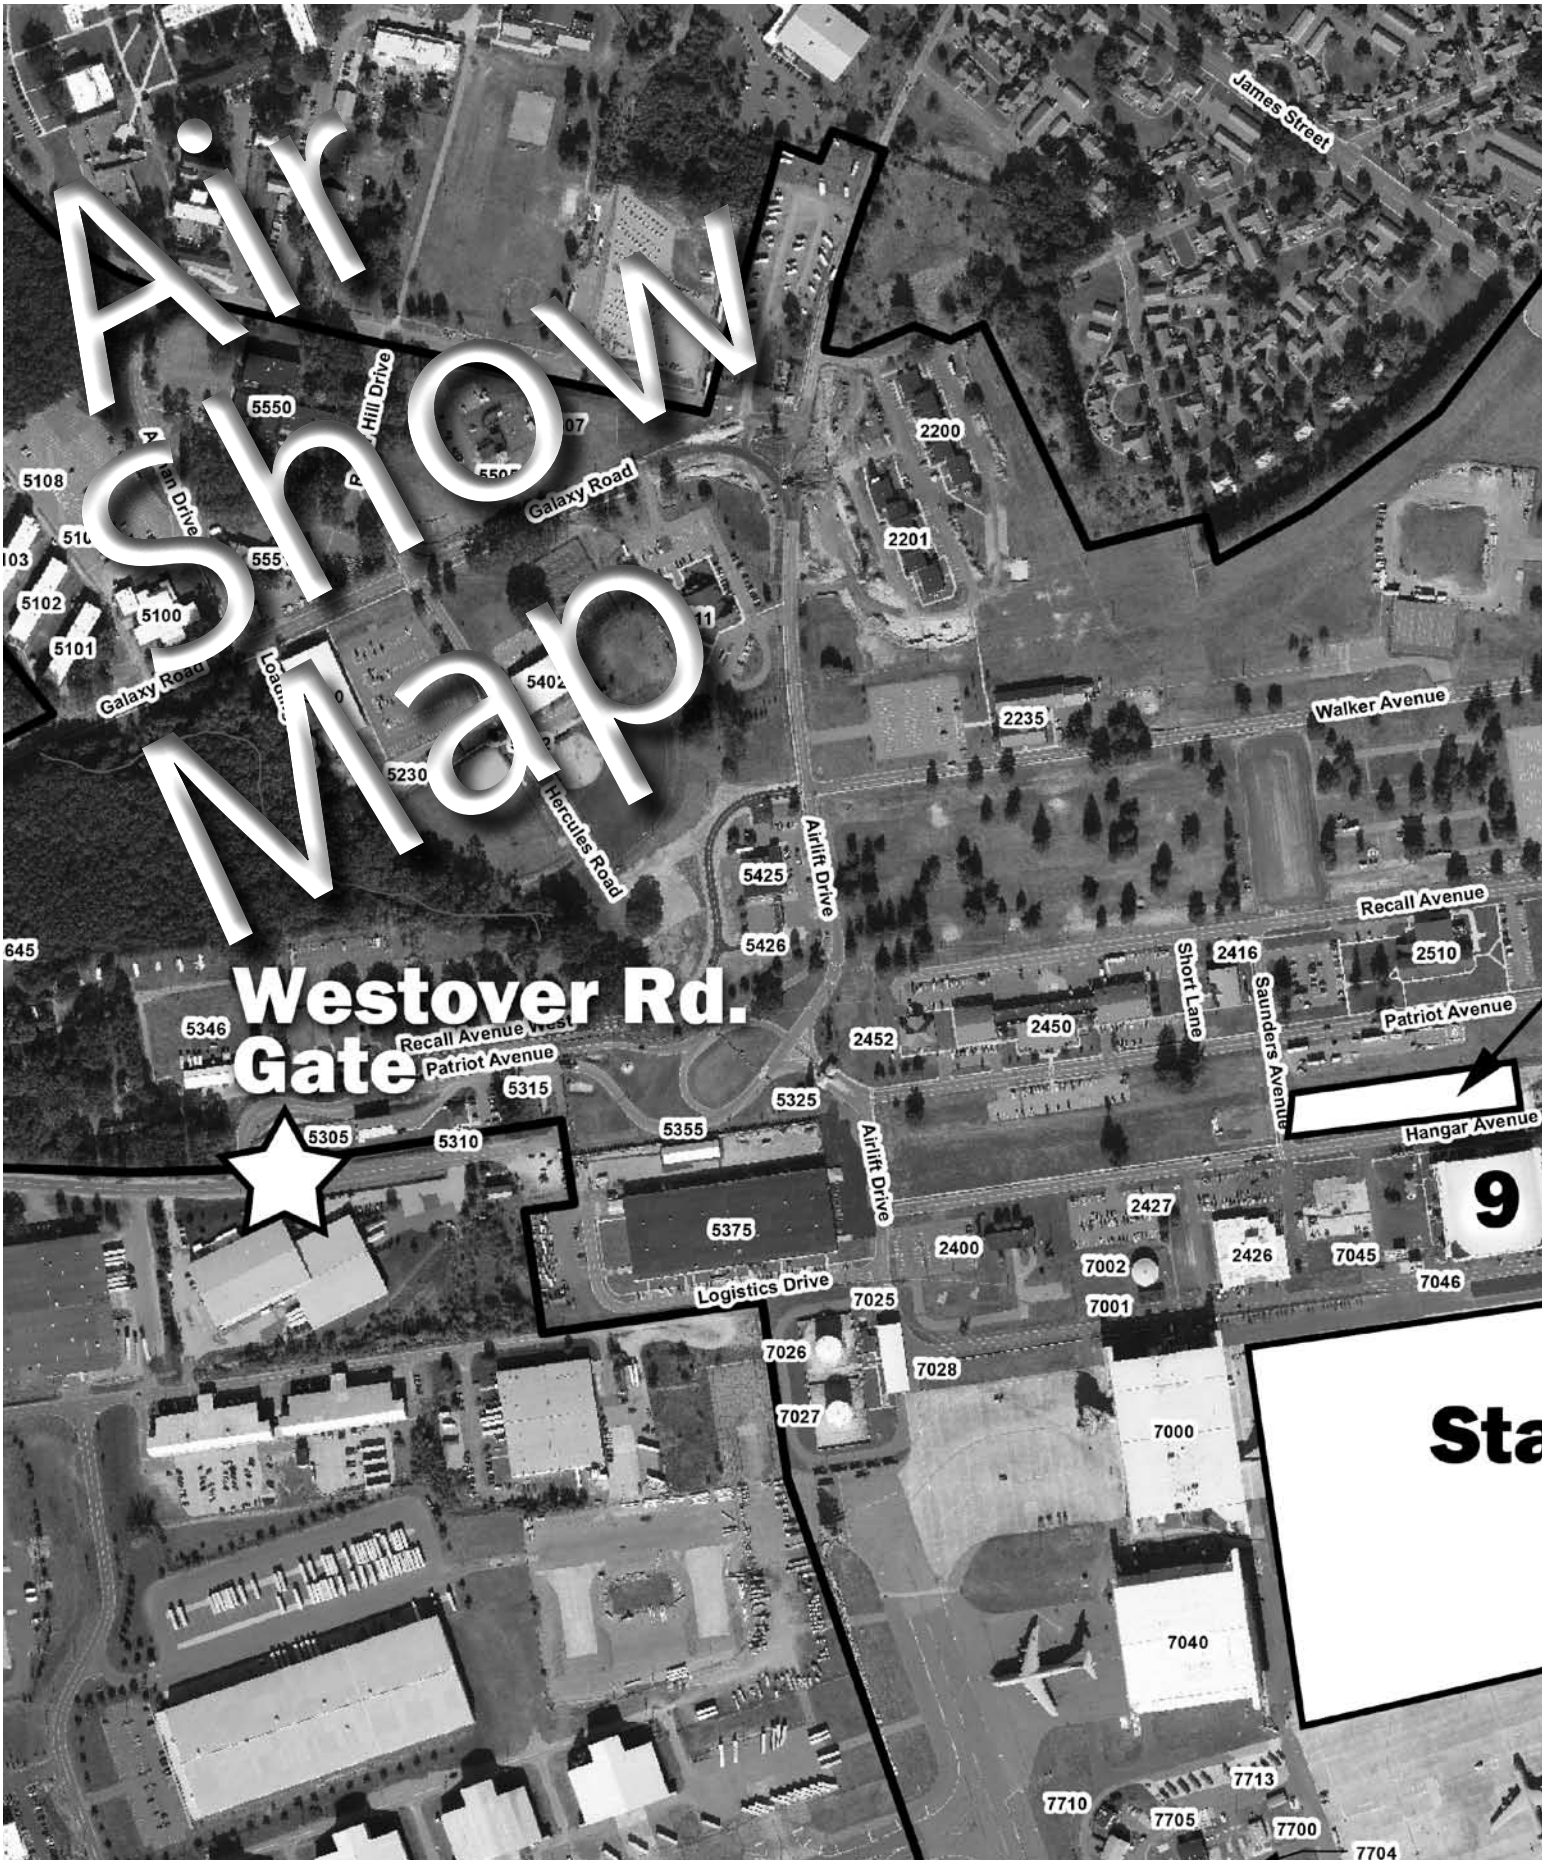 Air
Show
Map
James Street
Hill Drive
5550
2200
5108
Galaxy Road
2201
5102
5100
5101
Galaxy Road
5402
2235
Walker Avenue
5230
Hercules Road
Airlift Drive
5425
5426
Recall Avenue
2510
2416
Short Lane
Saunders Avenue
Patriot Avenue
645
Westover Rd.
Gate
5346
Recall Avenue West
Patriot Avenue
2452
2450
5315
5325
5305
5310
5355
Airlift Drive
Hangar Avenue
9
5375
2427
2400
7002
2426
7045
7046
7001
Logistics Drive
7025
7026
7028
7027
7000
Sta
7040
7713
7710
7705
7700
7704